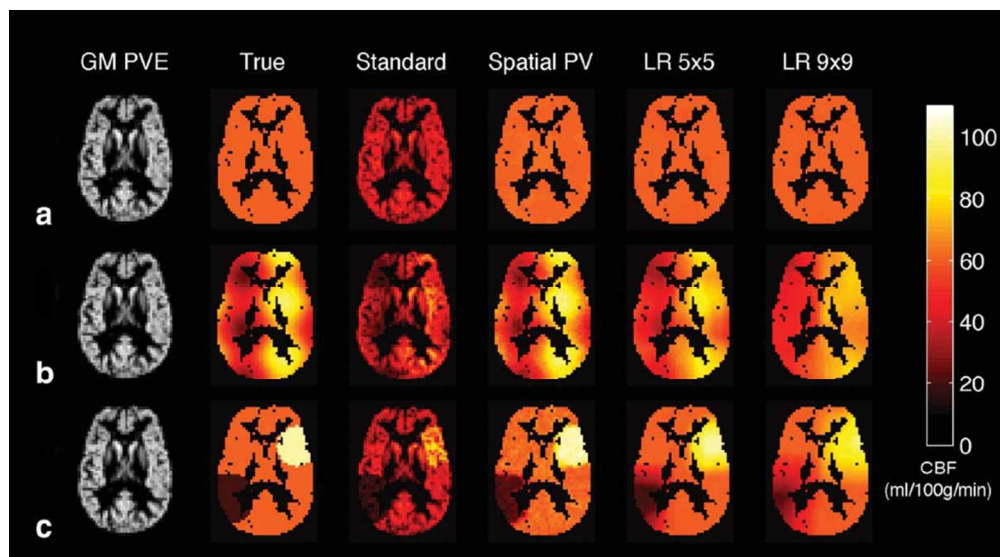 GM PVE True Standard Spatial PV LR 5x5 LR 9x9
a
b
c
100
80
60
40
20
0
CBF
(ml/100g/min)